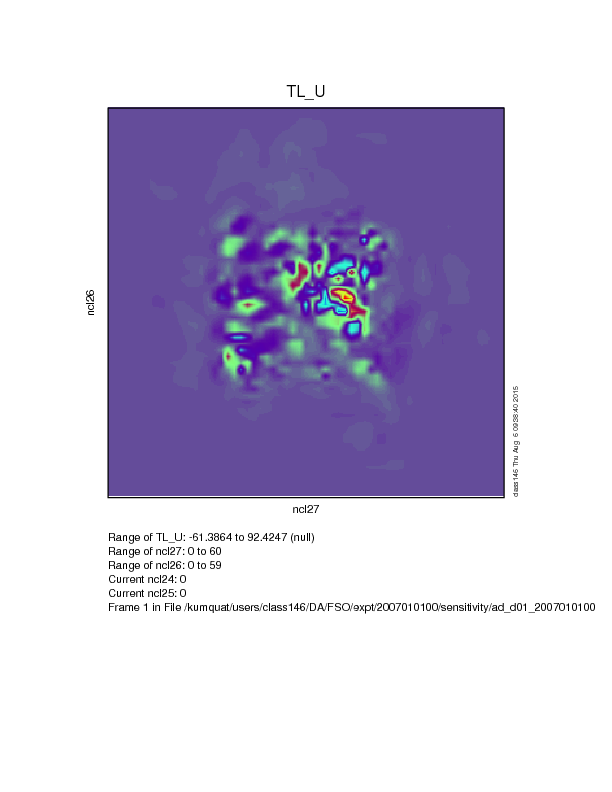 TL_U
ncl26
class146 Thu Aug 6 09:38:40 2015
ncl27
Range of TL_U: -61.3864 to 92.4247 (null)
Range of ncl27: 0 to 60
Range of ncl26: 0 to 59
Current ncl24: 0
Current ncl25: 0
Frame 1 in File /kumquat/users/class146/DA/FSO/expt/2007010100/sensitivity/ad_d01_2007010100